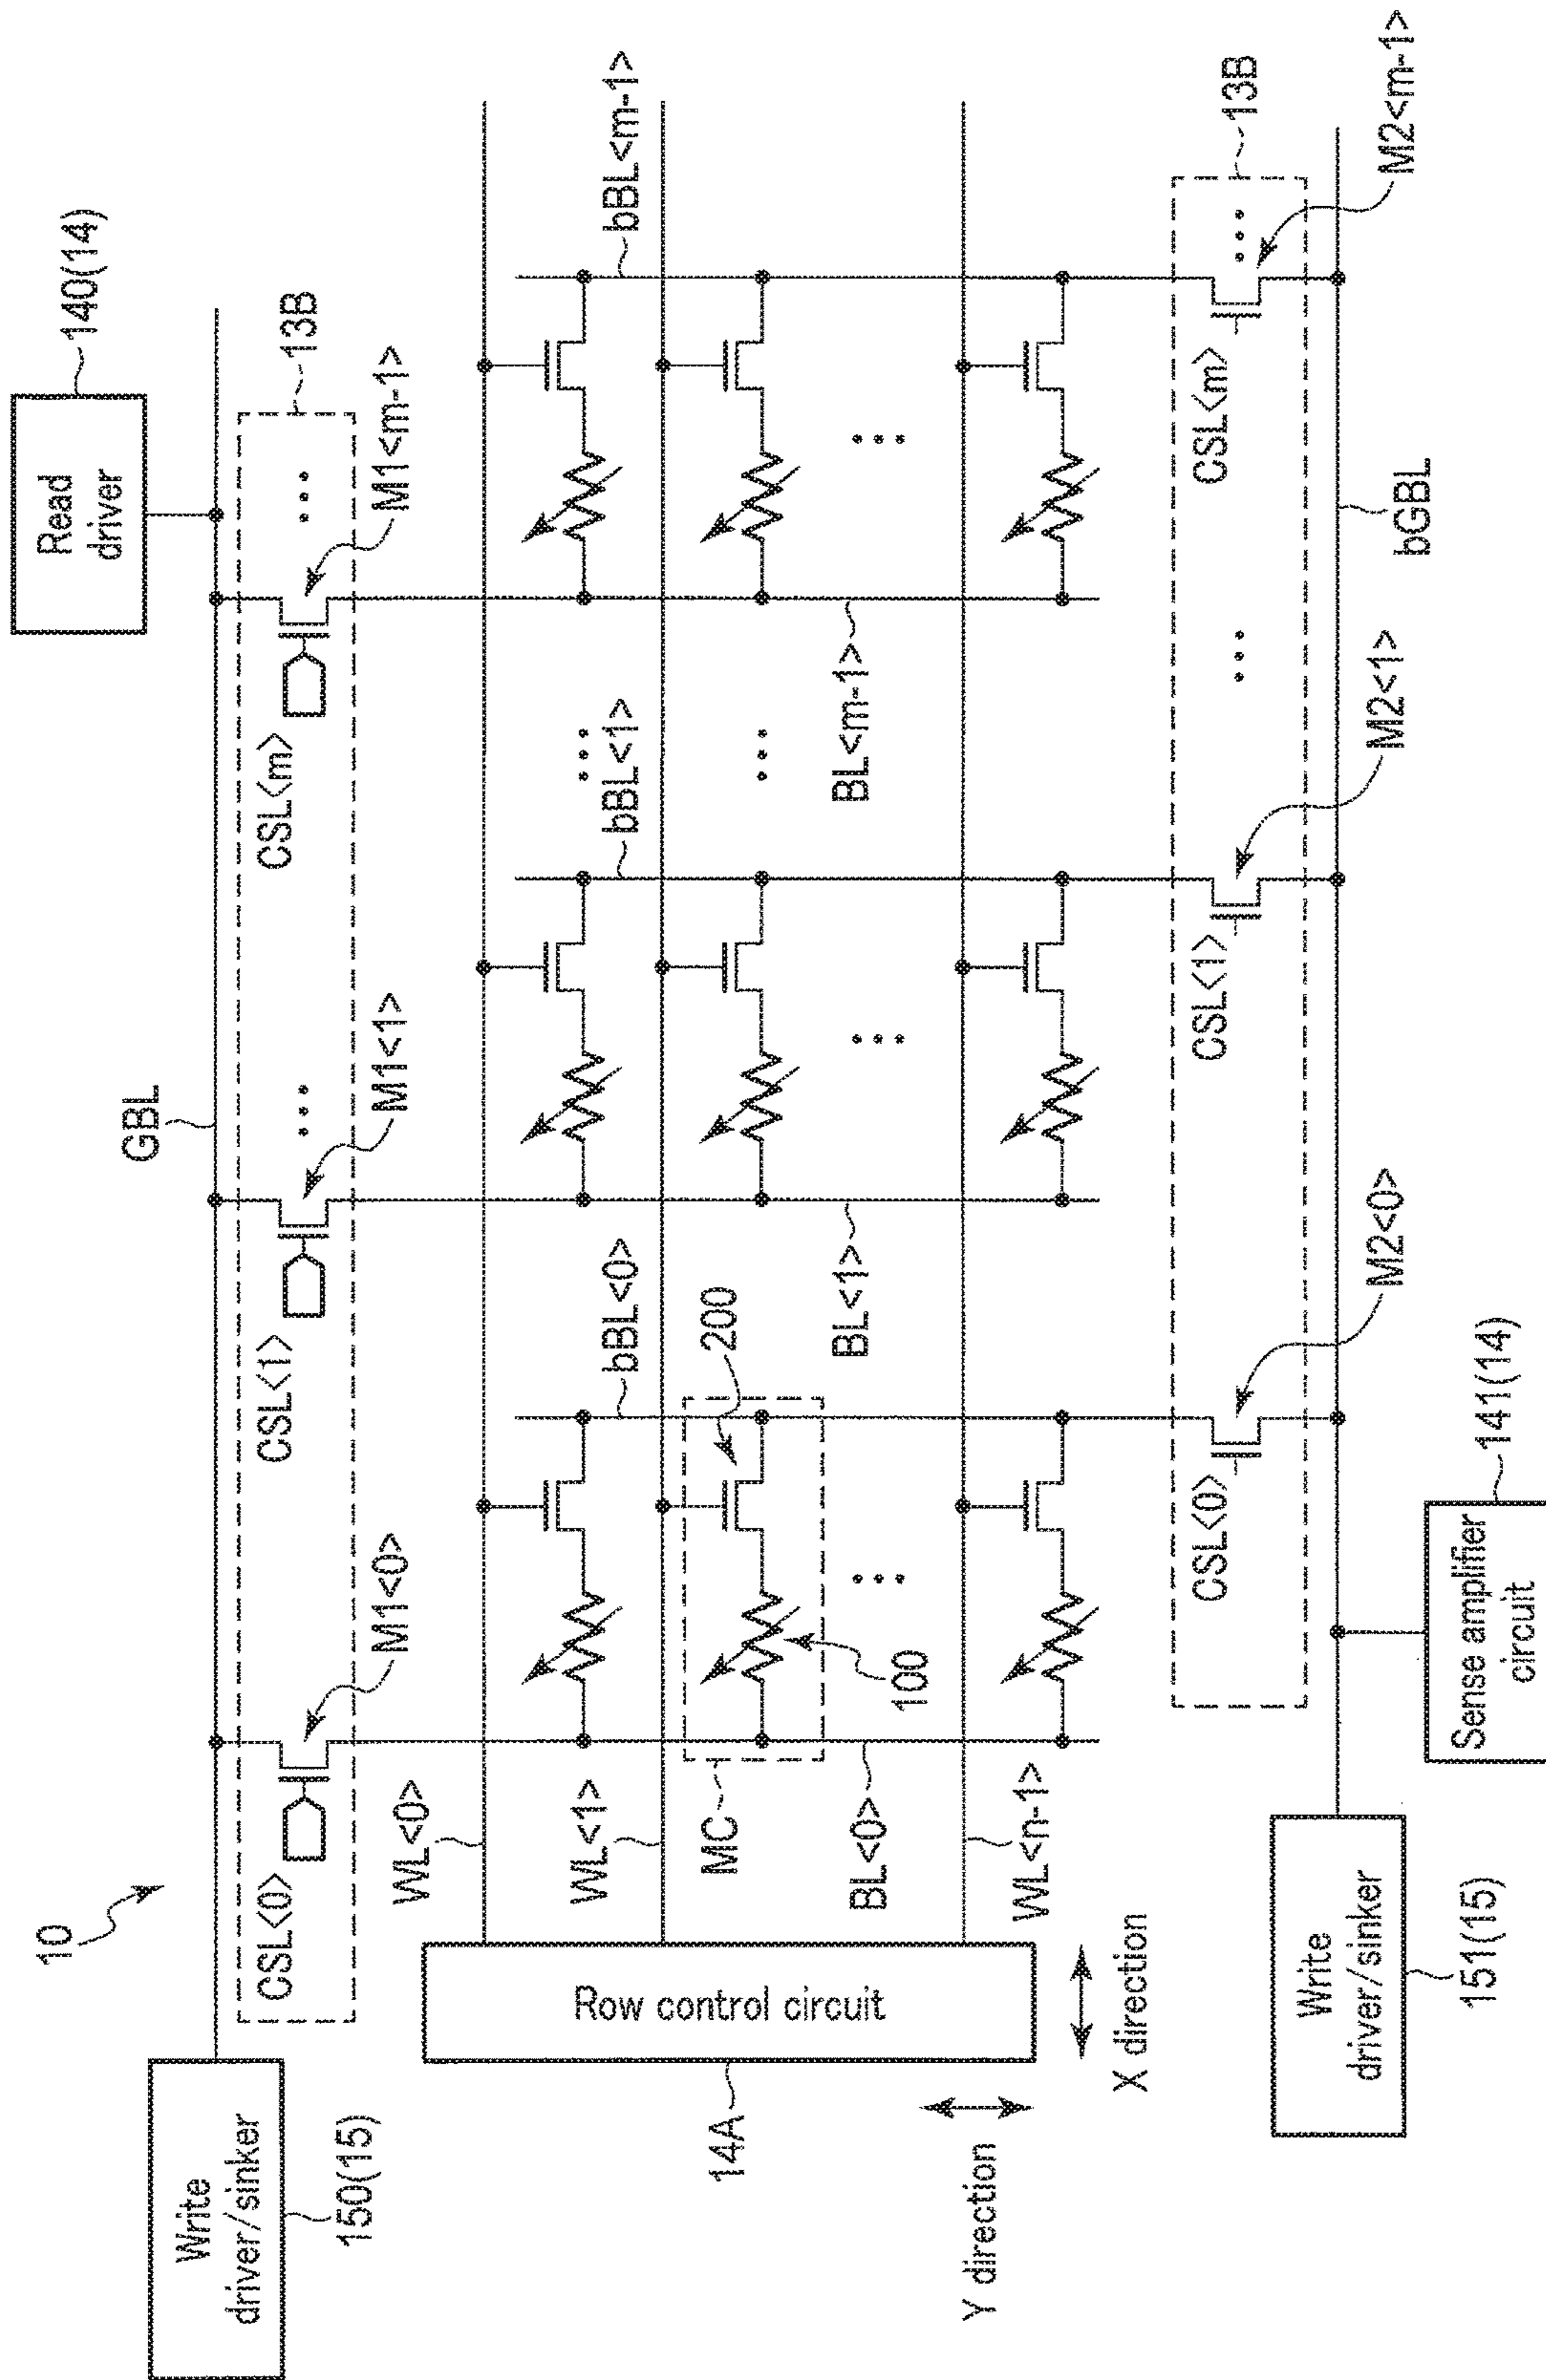 10
Write
driver/sinker
150(15)
GBL
Read
driver
140(14)
13B
CSL<0>
M1<0>
CSL<1>
M1<1>
...
CSL<m>
M1<m-1>
...
WL<0>
WL<1>
WL<n-1>
bBL<0>
bBL<1>
bBL<m-1>
...
...
MC
200
100
...
...
...
BL<0>
BL<1>
BL<m-1>
Row control circuit
14A
X direction
Y direction
13B
CSL<0>
M2<0>
CSL<1>
M2<1>
...
CSL<m>
...
M2<m-1>
bGBL
Write
driver/sinker
151(15)
Sense amplifier
circuit
141(14)